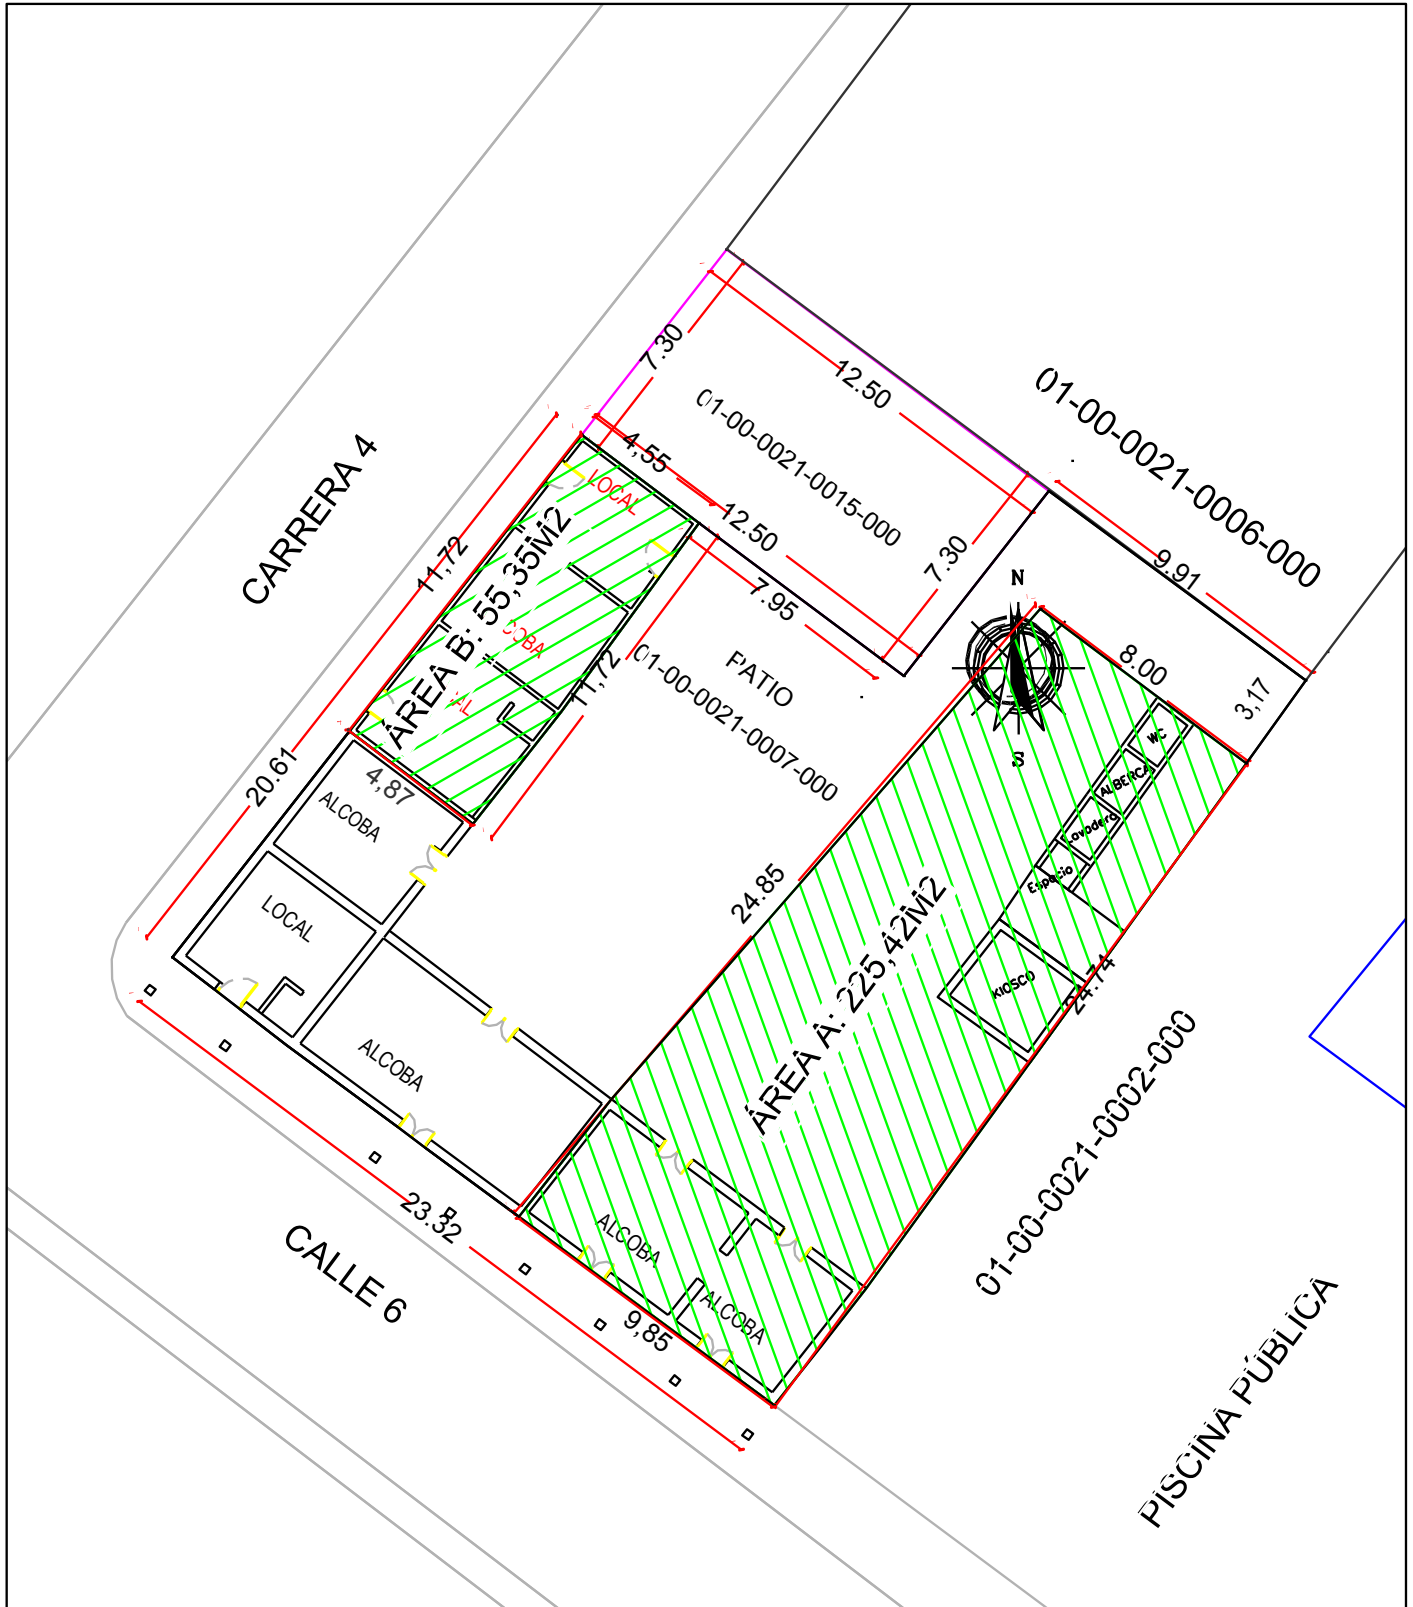 7.30
12.50
01-00-0021-0006-000
01-00-0021-0015-000
4,55
CARRERA 4
LOCAL
12.50
11,72
ÁREA B: 55,35M2
7.30
9.91
7.95
N
PATIO
8.00
11,72
01-00-0021-0007-000
3,17
S
WC
20.61
4,87
ALCOBA
ALBERCA
Lavadero
Espacio
24.85
LOCAL
ÁREA A: 225,42M2
KIOSCO
24.74
ALCOBA
01-00-0021-0002-000
23.32
CALLE 6
ALCOBA
ALCOBA
9,85
PISCINA PÚBLICA